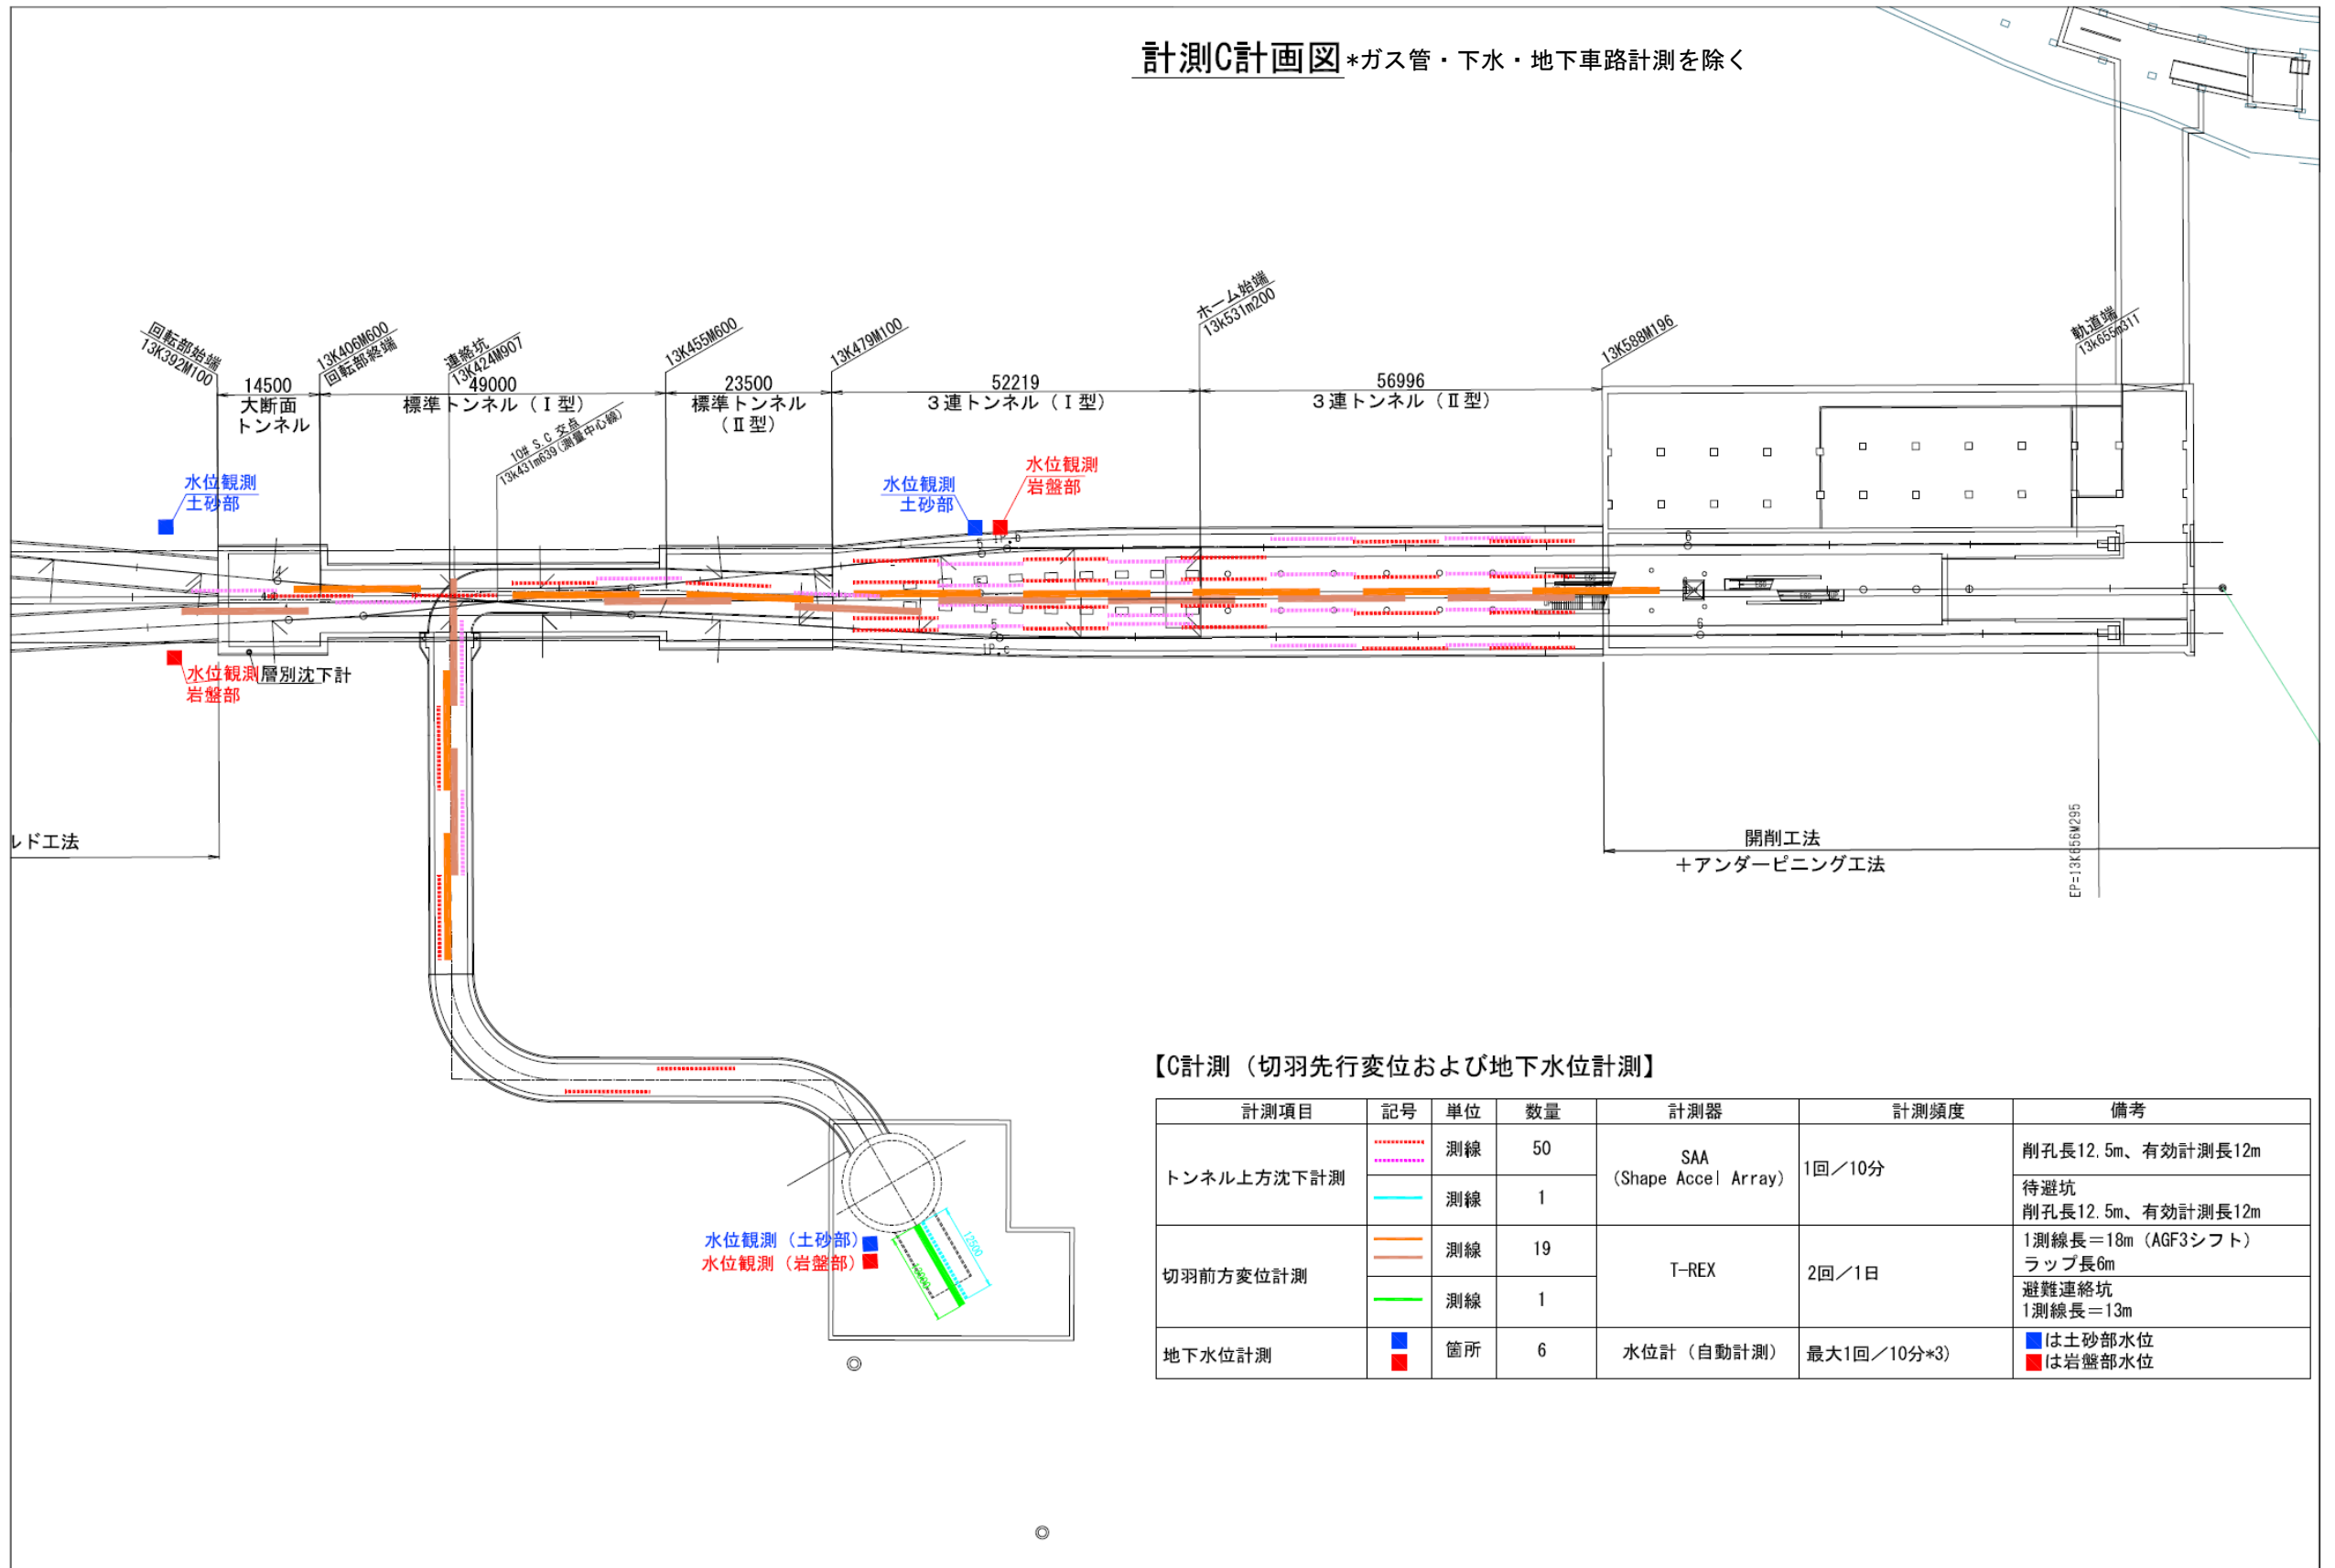 計測C計画図 *ガス管・下水・地下車路計測を除く
回転部始端
13K392M100
13K406M600
回転部終端
連絡坑
13K424M907
13K455M600
13K479M100
ホーム始端
13k531m200
13K588M196
軌道端
13k655m311
14500
大断面
トンネル
49000
標準トンネル(Ⅰ型)
23500
標準トンネル
(Ⅱ型)
52219
3連トンネル(Ⅰ型)
56996
3連トンネル(Ⅱ型)
10# S.C 交点
13k431m639(測量中心線)
水位観測
土砂部
水位観測
土砂部
水位観測
岩盤部
水位観測
岩盤部
層別沈下計
ルド工法
開削工法
+アンダーピニング工法
EP=13K656M295
水位観測(土砂部)
水位観測(岩盤部)
12500
【C計測(切羽先行変位および地下水位計測】
計測項目 記号 単位 数量 計測器 計測頻度 備考
トンネル上方沈下計測 測線 50 SAA
(Shape Accel Array) 1回/10分 削孔長12.5m、有効計測長12m
測線 1 待避坑
削孔長12.5m、有効計測長12m
切羽前方変位計測 測線 19 T-REX 2回/1日 1測線長=18m(AGF3シフト)
ラップ長6m
測線 1 避難連絡坑
1測線長=13m
地下水位計測 箇所 6 水位計(自動計測) 最大1回/10分*3) は土砂部水位
は岩盤部水位